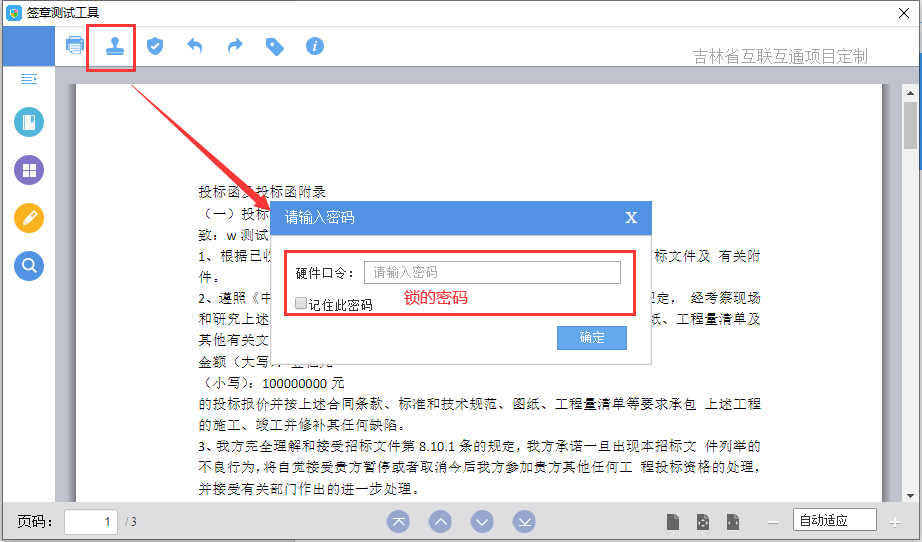 签章测试工具
吉林省互联互通项目定制
投标函及投标函附录
（一）投标
请输入密码 X
致：w 测试
1、根据已收
标文件及 有关附
件。
硬件口令： 请输入密码
2、遵照《中
见定， 经考察现场
记住此密码 锁的密码
和研究上述
纸、工程量清单及
其他有关文
确定
金额（大写）：壹亿元
（小写）：100000000 元
的投标报价并按上述合同条款、标准和技术规范、图纸、工程量清单等要求承包 上述工程
的施工、竣工并修补其任何缺陷。
3、我方完全理解和接受招标文件第 8.10.1 条的规定，我方承诺一旦出现本招标文 件列举的
不良行为，将自觉接受贵方暂停或者取消今后我方参加贵方其他任何工 程投标资格的处理，
并接受有关部门作出的进一步处理。
页码： 1 / 3 自动适应